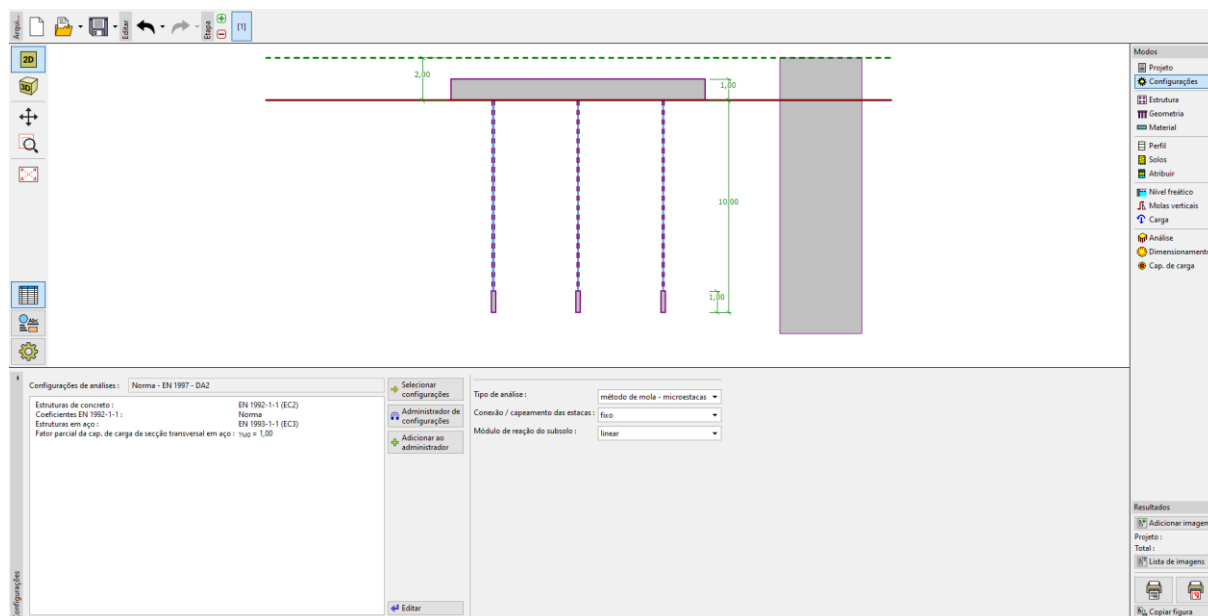 Arqui...
Editar
Etapa
[1]
2D
3D
Abc
2,00
1,00
10,00
1,00
Modos
Projeto
Configurações
Estrutura
Geometria
Material
Perfil
Solos
Atribuir
Nível freático
Molas verticais
Carga
Análise
Dimensionamento
Cap. de carga
Configurações
Configurações de análises : Norma - EN 1997 - DA2
Estruturas de concreto : EN 1992-1-1 (EC2)
Coeficientes EN 1992-1-1 : Norma
Estruturas em aço : EN 1993-1-1 (EC3)
Fator parcial da cap. de carga da secção transversal em aço : γM0 = 1,00
Selecionar configurações
Administrador de configurações
Adicionar ao administrador
Editar
Tipo de análise : método de mola - microestacas
Conexão / capeamento das estacas : fixo
Módulo de reação do subsolo : linear
Resultados
Adicionar imagem
Projeto :
Total :
Lista de imagens
Copiar figura